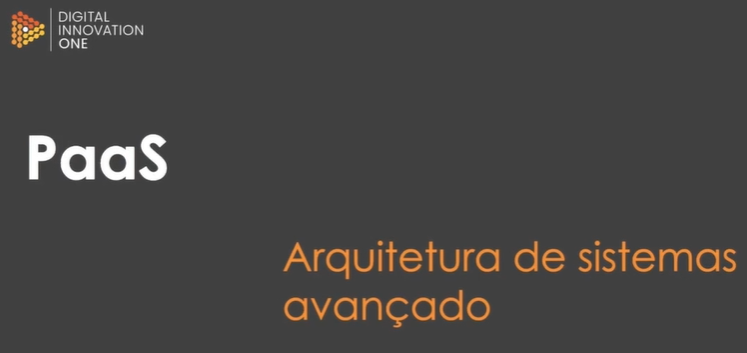 DIGITAL
INNOVATION
ONE
PaaS
Arquitetura de sistemas
avançado